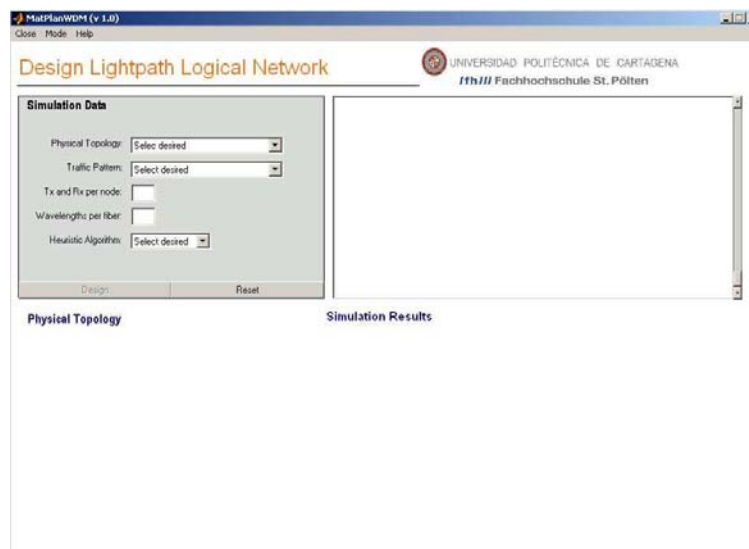 MatPlanWDM (v 1.0)
Close Mode Help
Design Lightpath Logical Network
UNIVERSIDAD POLITÉCNICA DE CARTAGENA
/fh/// Fachhochschule St.Pölten
Simulation Data
Physical Topology: Selec desired
Traffic Pattern: Select desired
Tx and Rx per node:
Wavelengths per fiber:
Heuristic Algorithm: Select desired
Design Reset
Physical Topology
Simulation Results